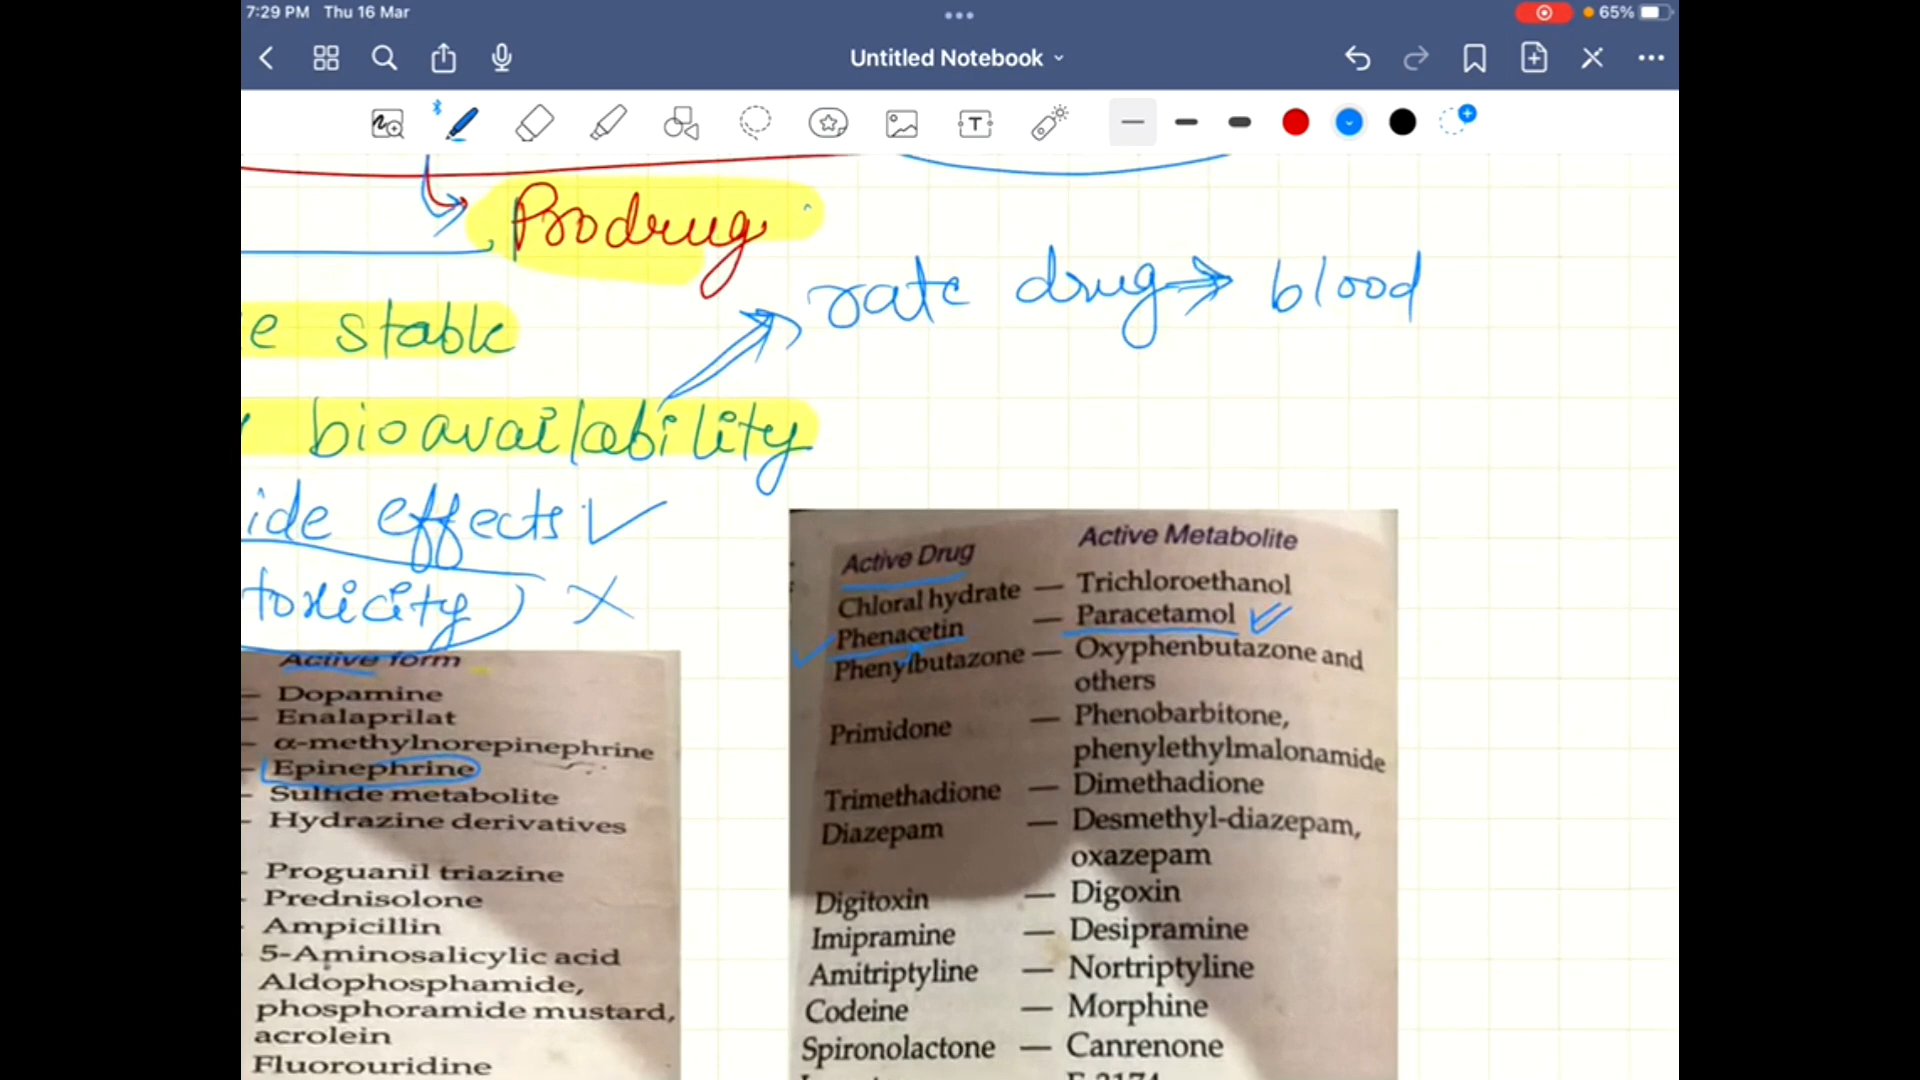 7:29 PM Thu 16 Mar
65%
Untitled Notebook
T
Prodrug
rate drug → blood
e stable
bioavailability
ide effects ✓
toxicity) ×
Active form
— Dopamine
— Enalaprilat
— α-methylnorepinephrine
— Epinephrine
— Sulfide metabolite
— Hydrazine derivatives
— Proguanil triazine
— Prednisolone
Ampicillin
5-Aminosalicylic acid
Aldophosphamide,
phosphoramide mustard,
acrolein
Fluorouridine
Active Drug Active Metabolite
Chloral hydrate — Trichloroethanol
✓ Phenacetin — Paracetamol ✓
Phenylbutazone — Oxyphenbutazone and
others
Primidone — Phenobarbitone,
phenylethylmalonamide
Trimethadione — Dimethadione
Diazepam — Desmethyl-diazepam,
oxazepam
Digitoxin — Digoxin
Imipramine — Desipramine
Amitriptyline — Nortriptyline
Codeine — Morphine
Spironolactone — Canrenone